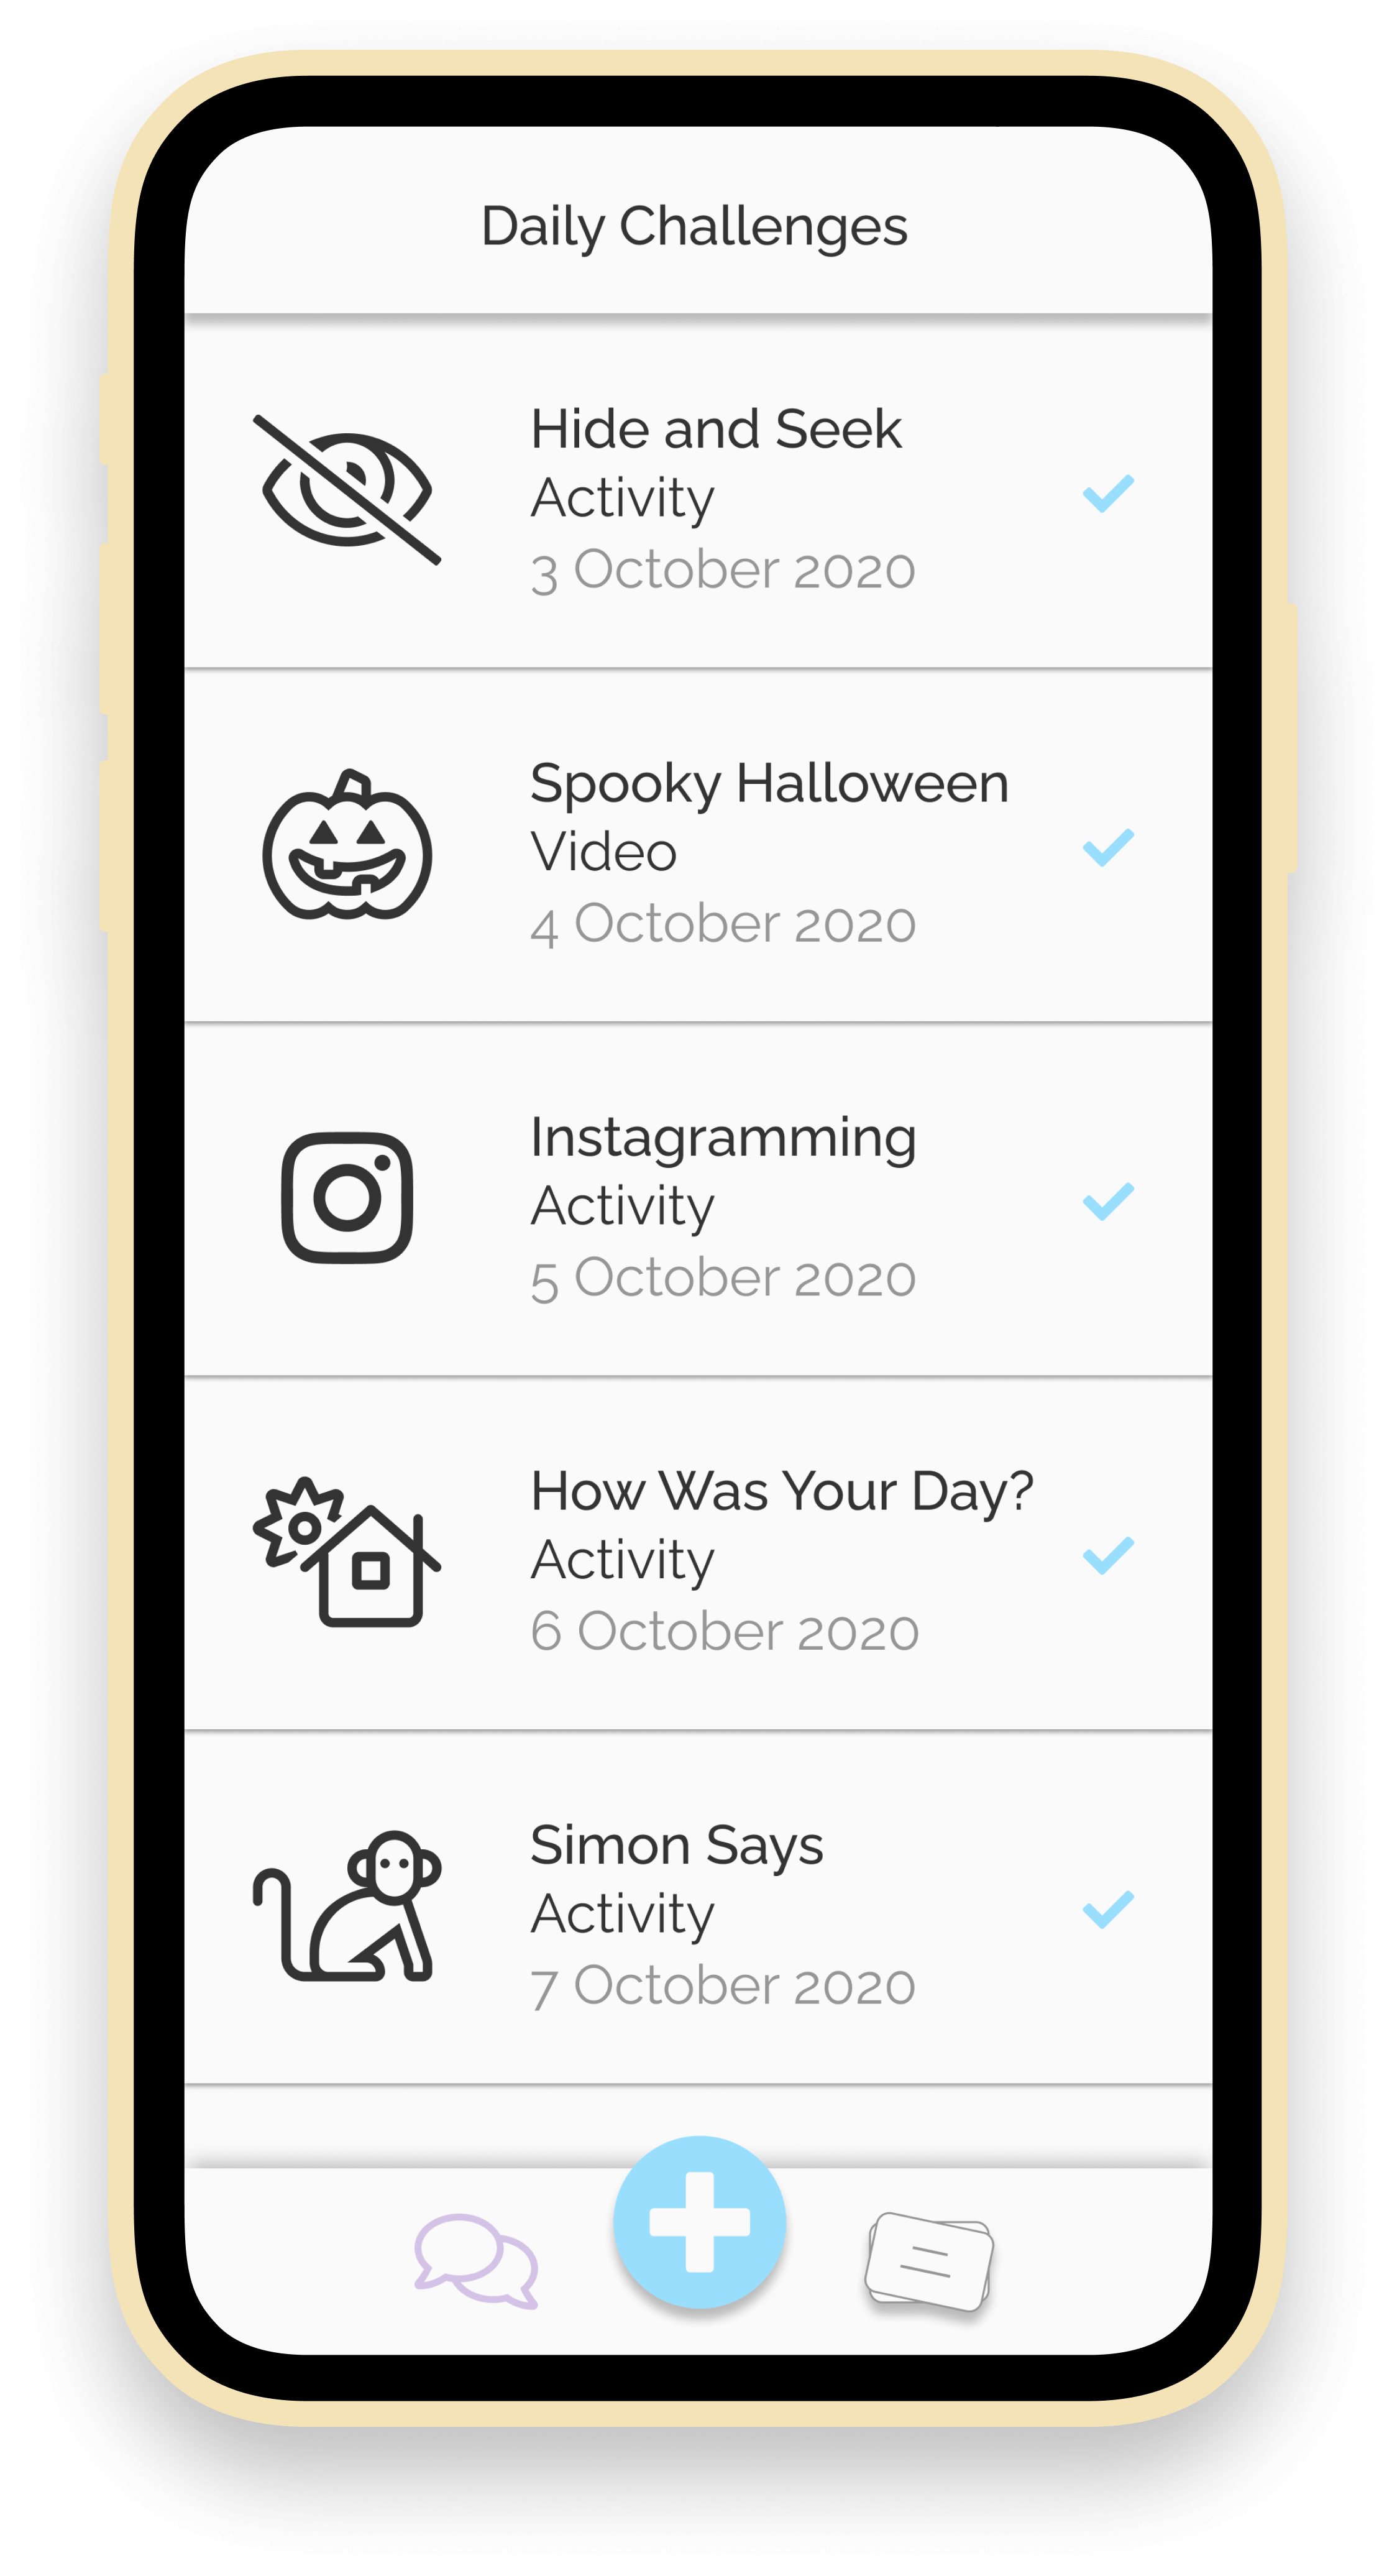 Daily Challenges
Hide and Seek
Activity
3 October 2020
Spooky Halloween
Video
4 October 2020
Instagramming
Activity
5 October 2020
How Was Your Day?
Activity
6 October 2020
Simon Says
Activity
7 October 2020